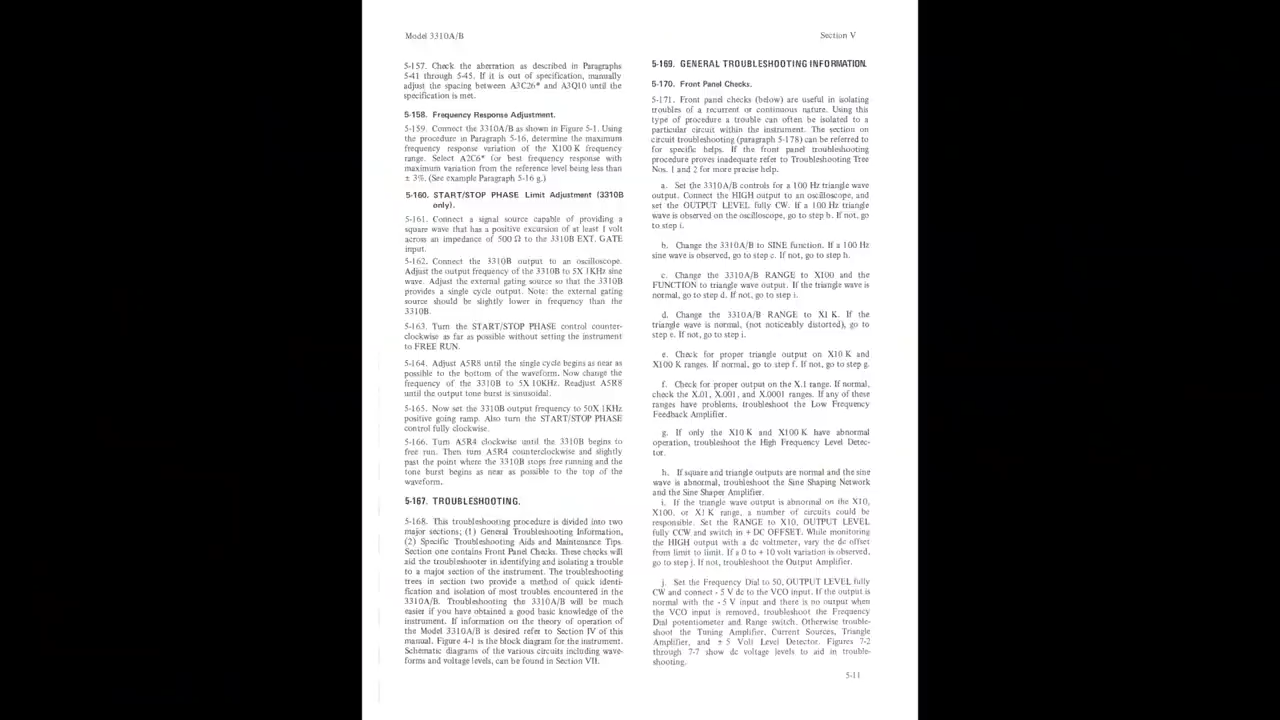 Model 3310A/B
Section V
5-157. Check the aberration as described in Paragraphs
5-41 through 5-45. If it is out of specification, manually
adjust the spacing between A3C26* and A3Q10 until the
specification is met.
5-158. Frequency Response Adjustment.
5-159. Connect the 3310A/B as shown in Figure 5-1. Using
the procedure in Paragraph 5-16, determine the maximum
frequency response variation of the X100 K frequency
range. Select A2C6* for best frequency response with
maximum variation from the reference level being less than
± 3%. (See example Paragraph 5-16 g.)
5-160. START/STOP PHASE Limit Adjustment (3310B
only).
5-161. Connect a signal source capable of providing a
square wave that has a positive excursion of at least 1 volt
across an impedance of 500 Ω to the 3310B EXT. GATE
input.
5-162. Connect the 3310B output to an oscilloscope.
Adjust the output frequency of the 3310B to 5X 1KHz sine
wave. Adjust the external gating source so that the 3310B
provides a single cycle output. Note: the external gating
source should be slightly lower in frequency than the
3310B.
5-163. Turn the START/STOP PHASE control counter-
clockwise as far as possible without setting the instrument
to FREE RUN.
5-164. Adjust A5R8 until the single cycle begins as near as
possible to the bottom of the waveform. Now change the
frequency of the 3310B to 5X 10KHz. Readjust A5R8
until the output tone burst is sinusoidal.
5-165. Now set the 3310B output frequency to 50X 1KHz
positive going ramp. Also turn the START/STOP PHASE
control fully clockwise.
5-166. Turn A5R4 clockwise until the 3310B begins to
free run. Then turn A5R4 counterclockwise and slightly
past the point where the 3310B stops free running and the
tone burst begins as near as possible to the top of the
waveform.
5-167. TROUBLESHOOTING.
5-168. This troubleshooting procedure is divided into two
major sections; (1) General Troubleshooting Information,
(2) Specific Troubleshooting Aids and Maintenance Tips.
Section one contains Front Panel Checks. These checks will
aid the troubleshooter in identifying and isolating a trouble
to a major section of the instrument. The troubleshooting
trees in section two provide a method of quick identi-
fication and isolation of most troubles encountered in the
3310A/B. Troubleshooting the 3310A/B will be much
easier if you have obtained a good basic knowledge of the
instrument. If information on the theory of operation of
the Model 3310A/B is desired refer to Section IV of this
manual. Figure 4-1 is the block diagram for the instrument.
Schematic diagrams of the various circuits including wave-
forms and voltage levels, can be found in Section VII.
5-169. GENERAL TROUBLESHOOTING INFORMATION.
5-170. Front Panel Checks.
5-171. Front panel checks (below) are useful in isolating
troubles of a recurrent or continuous nature. Using this
type of procedure a trouble can often be isolated to a
particular circuit within the instrument. The section on
circuit troubleshooting (paragraph 5-178) can be referred to
for specific helps. If the front panel troubleshooting
procedure proves inadequate refer to Troubleshooting Tree
Nos. 1 and 2 for more precise help.
a. Set the 3310A/B controls for a 100 Hz triangle wave
output. Connect the HIGH output to an oscilloscope, and
set the OUTPUT LEVEL fully CW. If a 100 Hz triangle
wave is observed on the oscilloscope, go to step b. If not, go
to step i.
b. Change the 3310A/B to SINE function. If a 100 Hz
sine wave is observed, go to step c. If not, go to step h.
c. Change the 3310A/B RANGE to X100 and the
FUNCTION to triangle wave output. If the triangle wave is
normal, go to step d. If not, go to step i.
d. Change the 3310A/B RANGE to X1 K. If the
triangle wave is normal, (not noticeably distorted), go to
step e. If not, go to step i.
e. Check for proper triangle output on X10 K and
X100 K ranges. If normal, go to step f. If not, go to step g.
f. Check for proper output on the X.1 range. If normal,
check the X.01, X.001, and X.0001 ranges. If any of these
ranges have problems, troubleshoot the Low Frequency
Feedback Amplifier.
g. If only the X10 K and X100 K have abnormal
operation, troubleshoot the High Frequency Level Detec-
tor.
h. If square and triangle outputs are normal and the sine
wave is abnormal, troubleshoot the Sine Shaping Network
and the Sine Shaper Amplifier.
i. If the triangle wave output is abnormal on the X10,
X100, or X1 K range, a number of circuits could be
responsible. Set the RANGE to X10, OUTPUT LEVEL
fully CCW and switch in + DC OFFSET. While monitoring
the HIGH output with a dc voltmeter, vary the dc offset
from limit to limit. If a 0 to + 10 volt variation is observed,
go to step j. If not, troubleshoot the Output Amplifier.
j. Set the Frequency Dial to 50, OUTPUT LEVEL fully
CW and connect - 5 V dc to the VCO input. If the output is
normal with the - 5 V input and there is no output when
the VCO input is removed, troubleshoot the Frequency
Dial potentiometer and Range switch. Otherwise trouble-
shoot the Tuning Amplifier, Current Sources, Triangle
Amplifier, and ± 5 Volt Level Detector. Figures 7-2
through 7-7 show dc voltage levels to aid in trouble-
shooting.
5-11